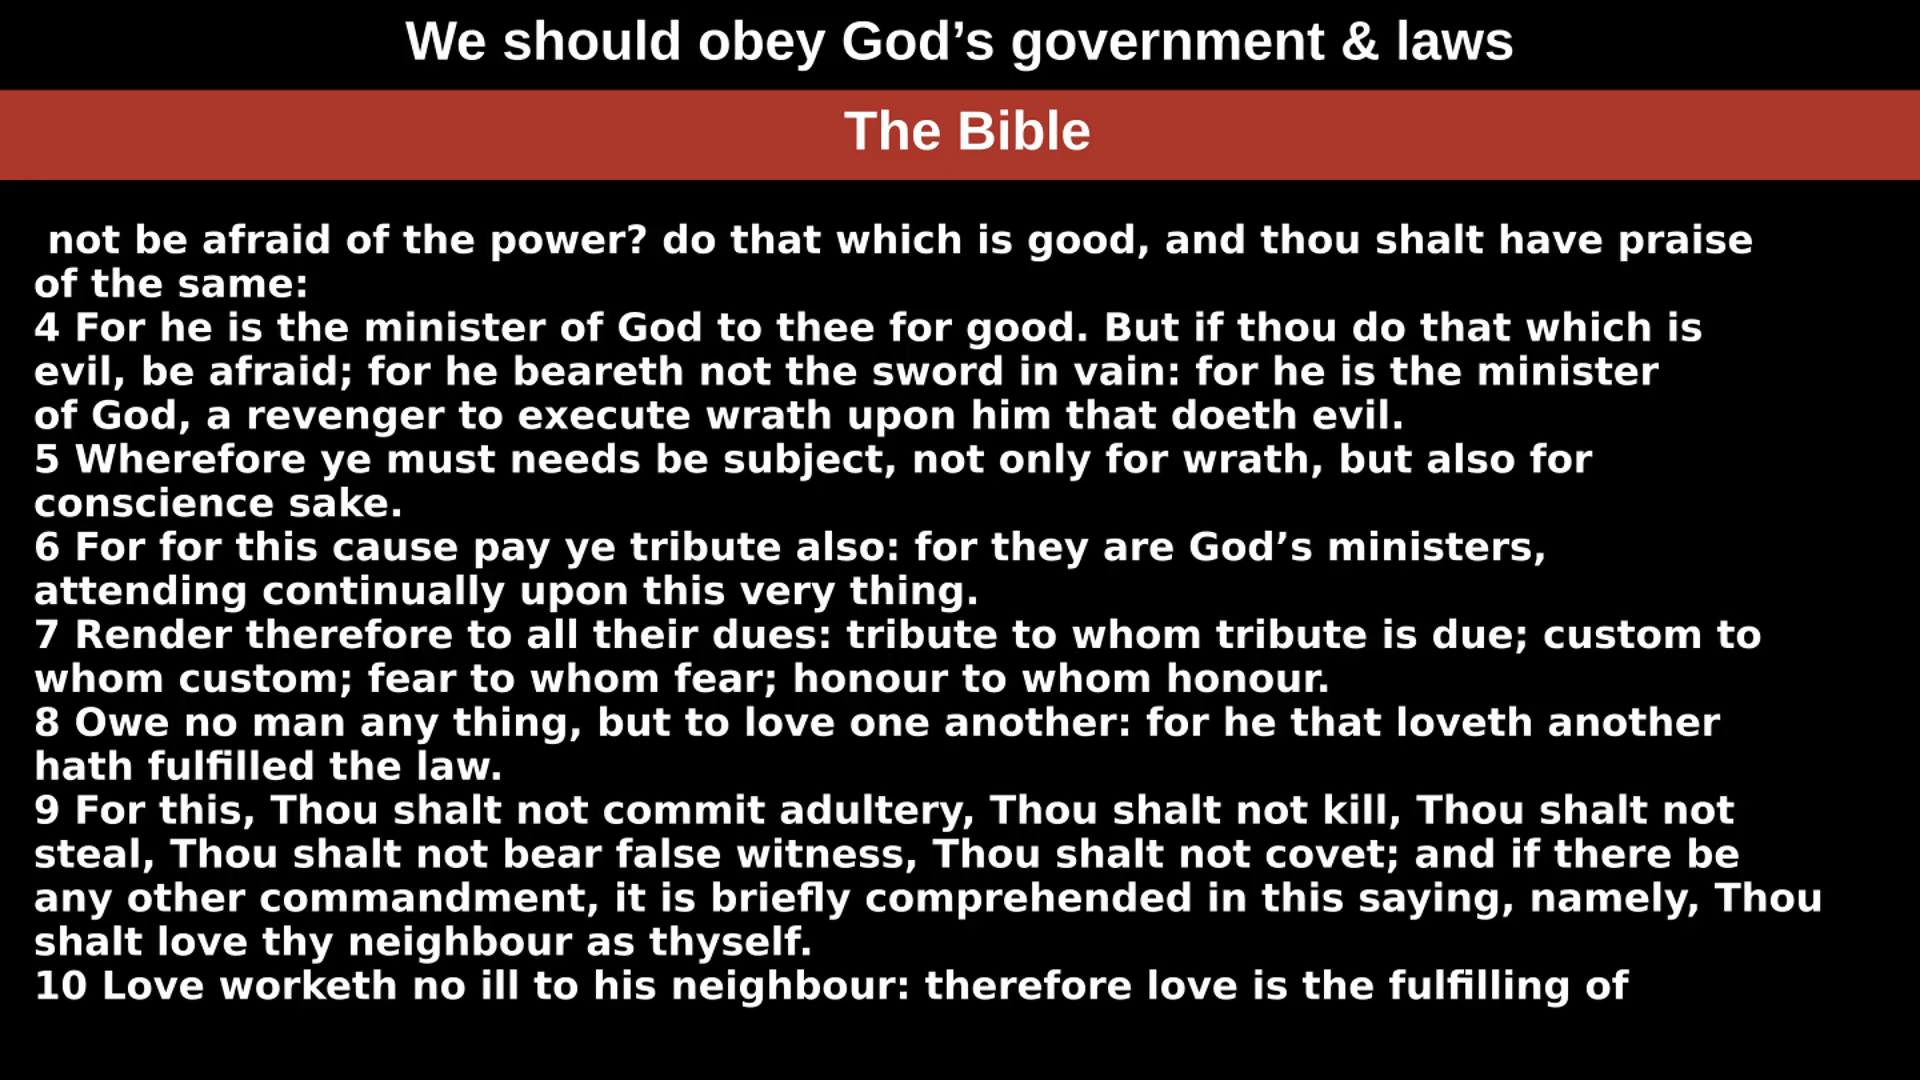 We should obey God’s government & laws
The Bible
not be afraid of the power? do that which is good, and thou shalt have praise
of the same:
4 For he is the minister of God to thee for good. But if thou do that which is
evil, be afraid; for he beareth not the sword in vain: for he is the minister
of God, a revenger to execute wrath upon him that doeth evil.
5 Wherefore ye must needs be subject, not only for wrath, but also for
conscience sake.
6 For for this cause pay ye tribute also: for they are God’s ministers,
attending continually upon this very thing.
7 Render therefore to all their dues: tribute to whom tribute is due; custom to
whom custom; fear to whom fear; honour to whom honour.
8 Owe no man any thing, but to love one another: for he that loveth another
hath fulfilled the law.
9 For this, Thou shalt not commit adultery, Thou shalt not kill, Thou shalt not
steal, Thou shalt not bear false witness, Thou shalt not covet; and if there be
any other commandment, it is briefly comprehended in this saying, namely, Thou
shalt love thy neighbour as thyself.
10 Love worketh no ill to his neighbour: therefore love is the fulfilling of